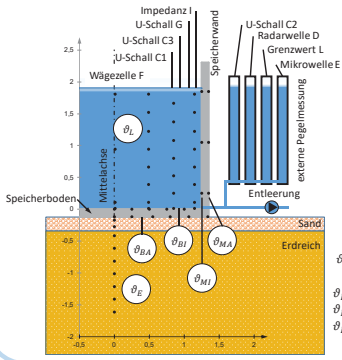 Impedanz I
U-Schall G
U-Schall C3
U-Schall C1
Wägezelle F
Speicherwand
U-Schall C2
Radarwelle D
Grenzwert L
Mikrowelle E
externe Pegelmessung
Entleerung
Mittelachse
Speicherboden
Sand
Erdreich
ϑL
ϑBA
ϑBI
ϑMA
ϑE
ϑMI
2,5
2
1,5
1
0,5
0
-0,5
-1
-1,5
-2
-0,5 0 0,5 1 1,5 2
ϑ